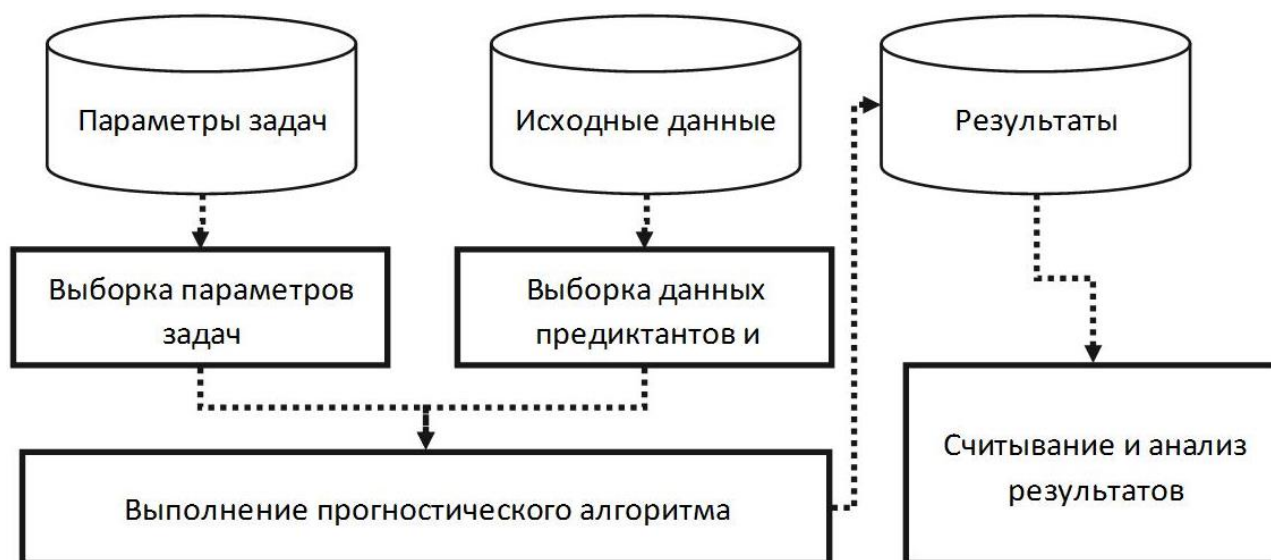 Параметры задач
Исходные данные
Результаты
Выборка параметров
задач
Выборка данных
предиктантов и
Считывание и анализ
результатов
Выполнение прогностического алгоритма